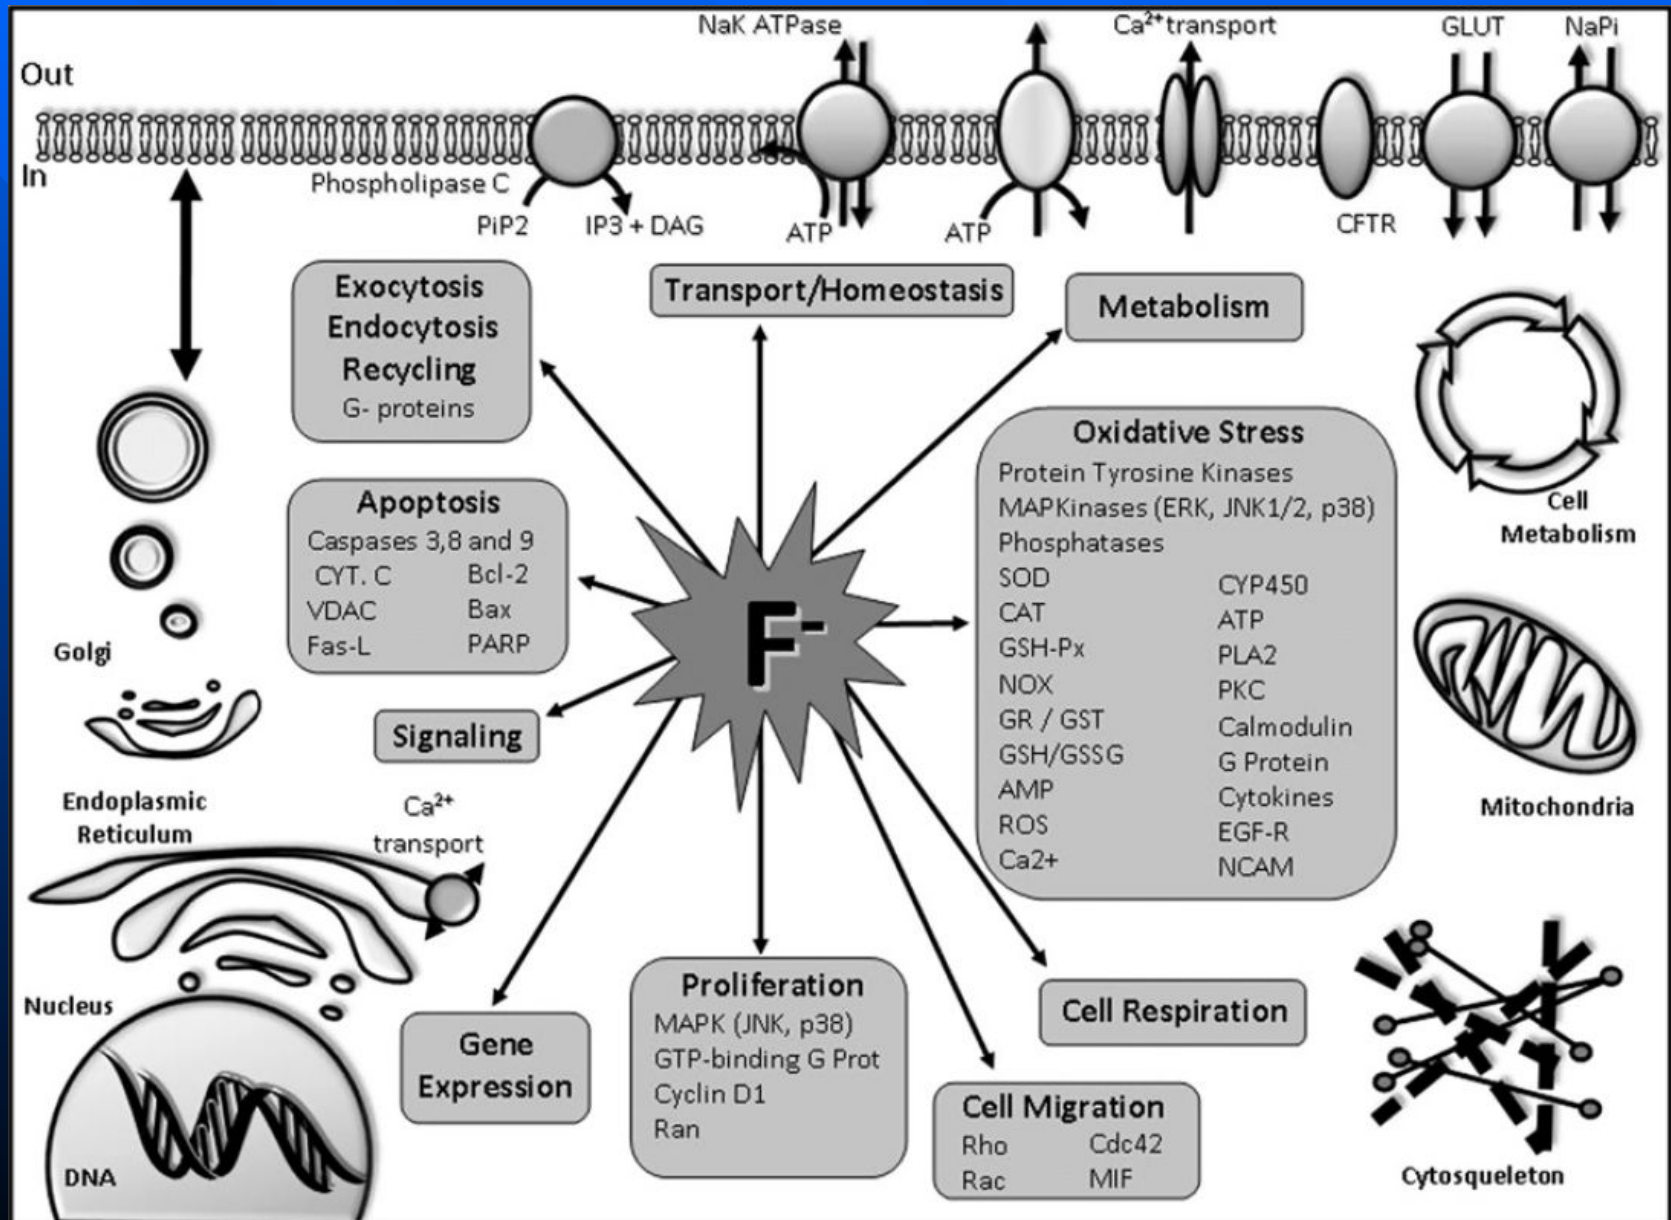 NaK ATPase
Ca²⁺transport
GLUT
NaPi
Out
In
Phospholipase C
PiP2
IP3 + DAG
ATP
ATP
CFTR
Exocytosis
Endocytosis
Recycling
G- proteins
Transport/Homeostasis
Metabolism
Oxidative Stress
Protein Tyrosine Kinases
MAPKinases (ERK, JNK1/2, p38)
Phosphatases
SOD
CAT
GSH-Px
NOX
GR / GST
GSH/GSSG
AMP
ROS
Ca2+
CYP450
ATP
PLA2
PKC
Calmodulin
G Protein
Cytokines
EGF-R
NCAM
Cell
Metabolism
Apoptosis
Caspases 3,8 and 9
CYT. C Bcl-2
VDAC Bax
Fas-L PARP
F-
Golgi
Signaling
Endoplasmic
Reticulum
Ca²⁺
transport
Mitochondria
Nucleus
DNA
Gene
Expression
Proliferation
MAPK (JNK, p38)
GTP-binding G Prot
Cyclin D1
Ran
Cell Respiration
Cell Migration
Rho Cdc42
Rac MIF
Cytosqueleton